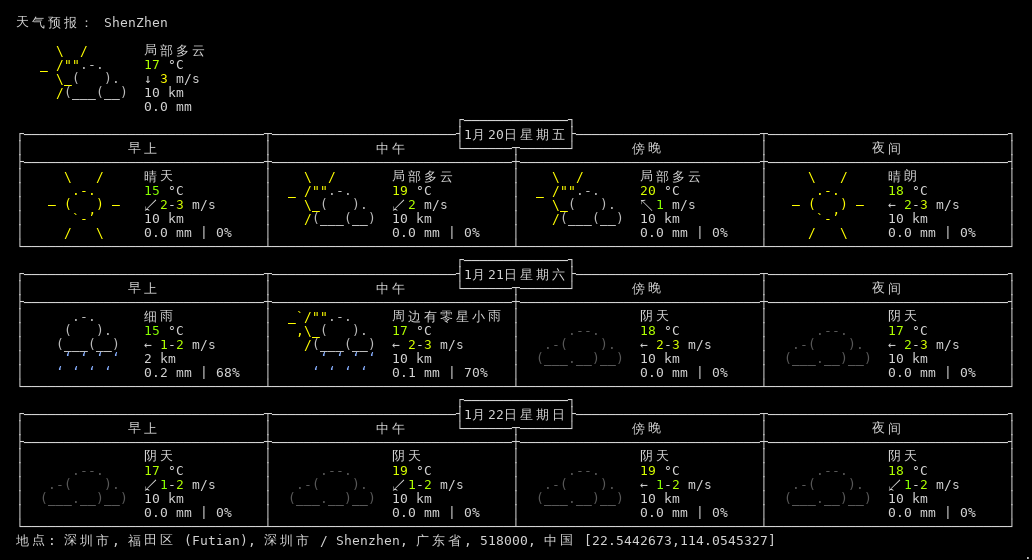 天气预报： ShenZhen
局部多云
17 °C
↓ 3 m/s
10 km
0.0 mm
1月20日星期五
早上 中午 傍晚 夜间
晴天 局部多云 局部多云 晴朗
15 °C 19 °C 20 °C 18 °C
↙ 2-3 m/s ↙ 2 m/s ↖ 1 m/s ← 2-3 m/s
10 km 10 km 10 km 10 km
0.0 mm | 0% 0.0 mm | 0% 0.0 mm | 0% 0.0 mm | 0%
1月21日星期六
早上 中午 傍晚 夜间
细雨 周边有零星小雨 阴天 阴天
15 °C 17 °C 18 °C 17 °C
← 1-2 m/s ← 2-3 m/s ← 2-3 m/s ← 2-3 m/s
2 km 10 km 10 km 10 km
0.2 mm | 68% 0.1 mm | 70% 0.0 mm | 0% 0.0 mm | 0%
1月22日星期日
早上 中午 傍晚 夜间
阴天 阴天 阴天 阴天
17 °C 19 °C 19 °C 18 °C
↙ 1-2 m/s ↙ 1-2 m/s ← 1-2 m/s ↙ 1-2 m/s
10 km 10 km 10 km 10 km
0.0 mm | 0% 0.0 mm | 0% 0.0 mm | 0% 0.0 mm | 0%
地点: 深圳市, 福田区 (Futian), 深圳市 / Shenzhen, 广东省, 518000, 中国 [22.5442673,114.0545327]